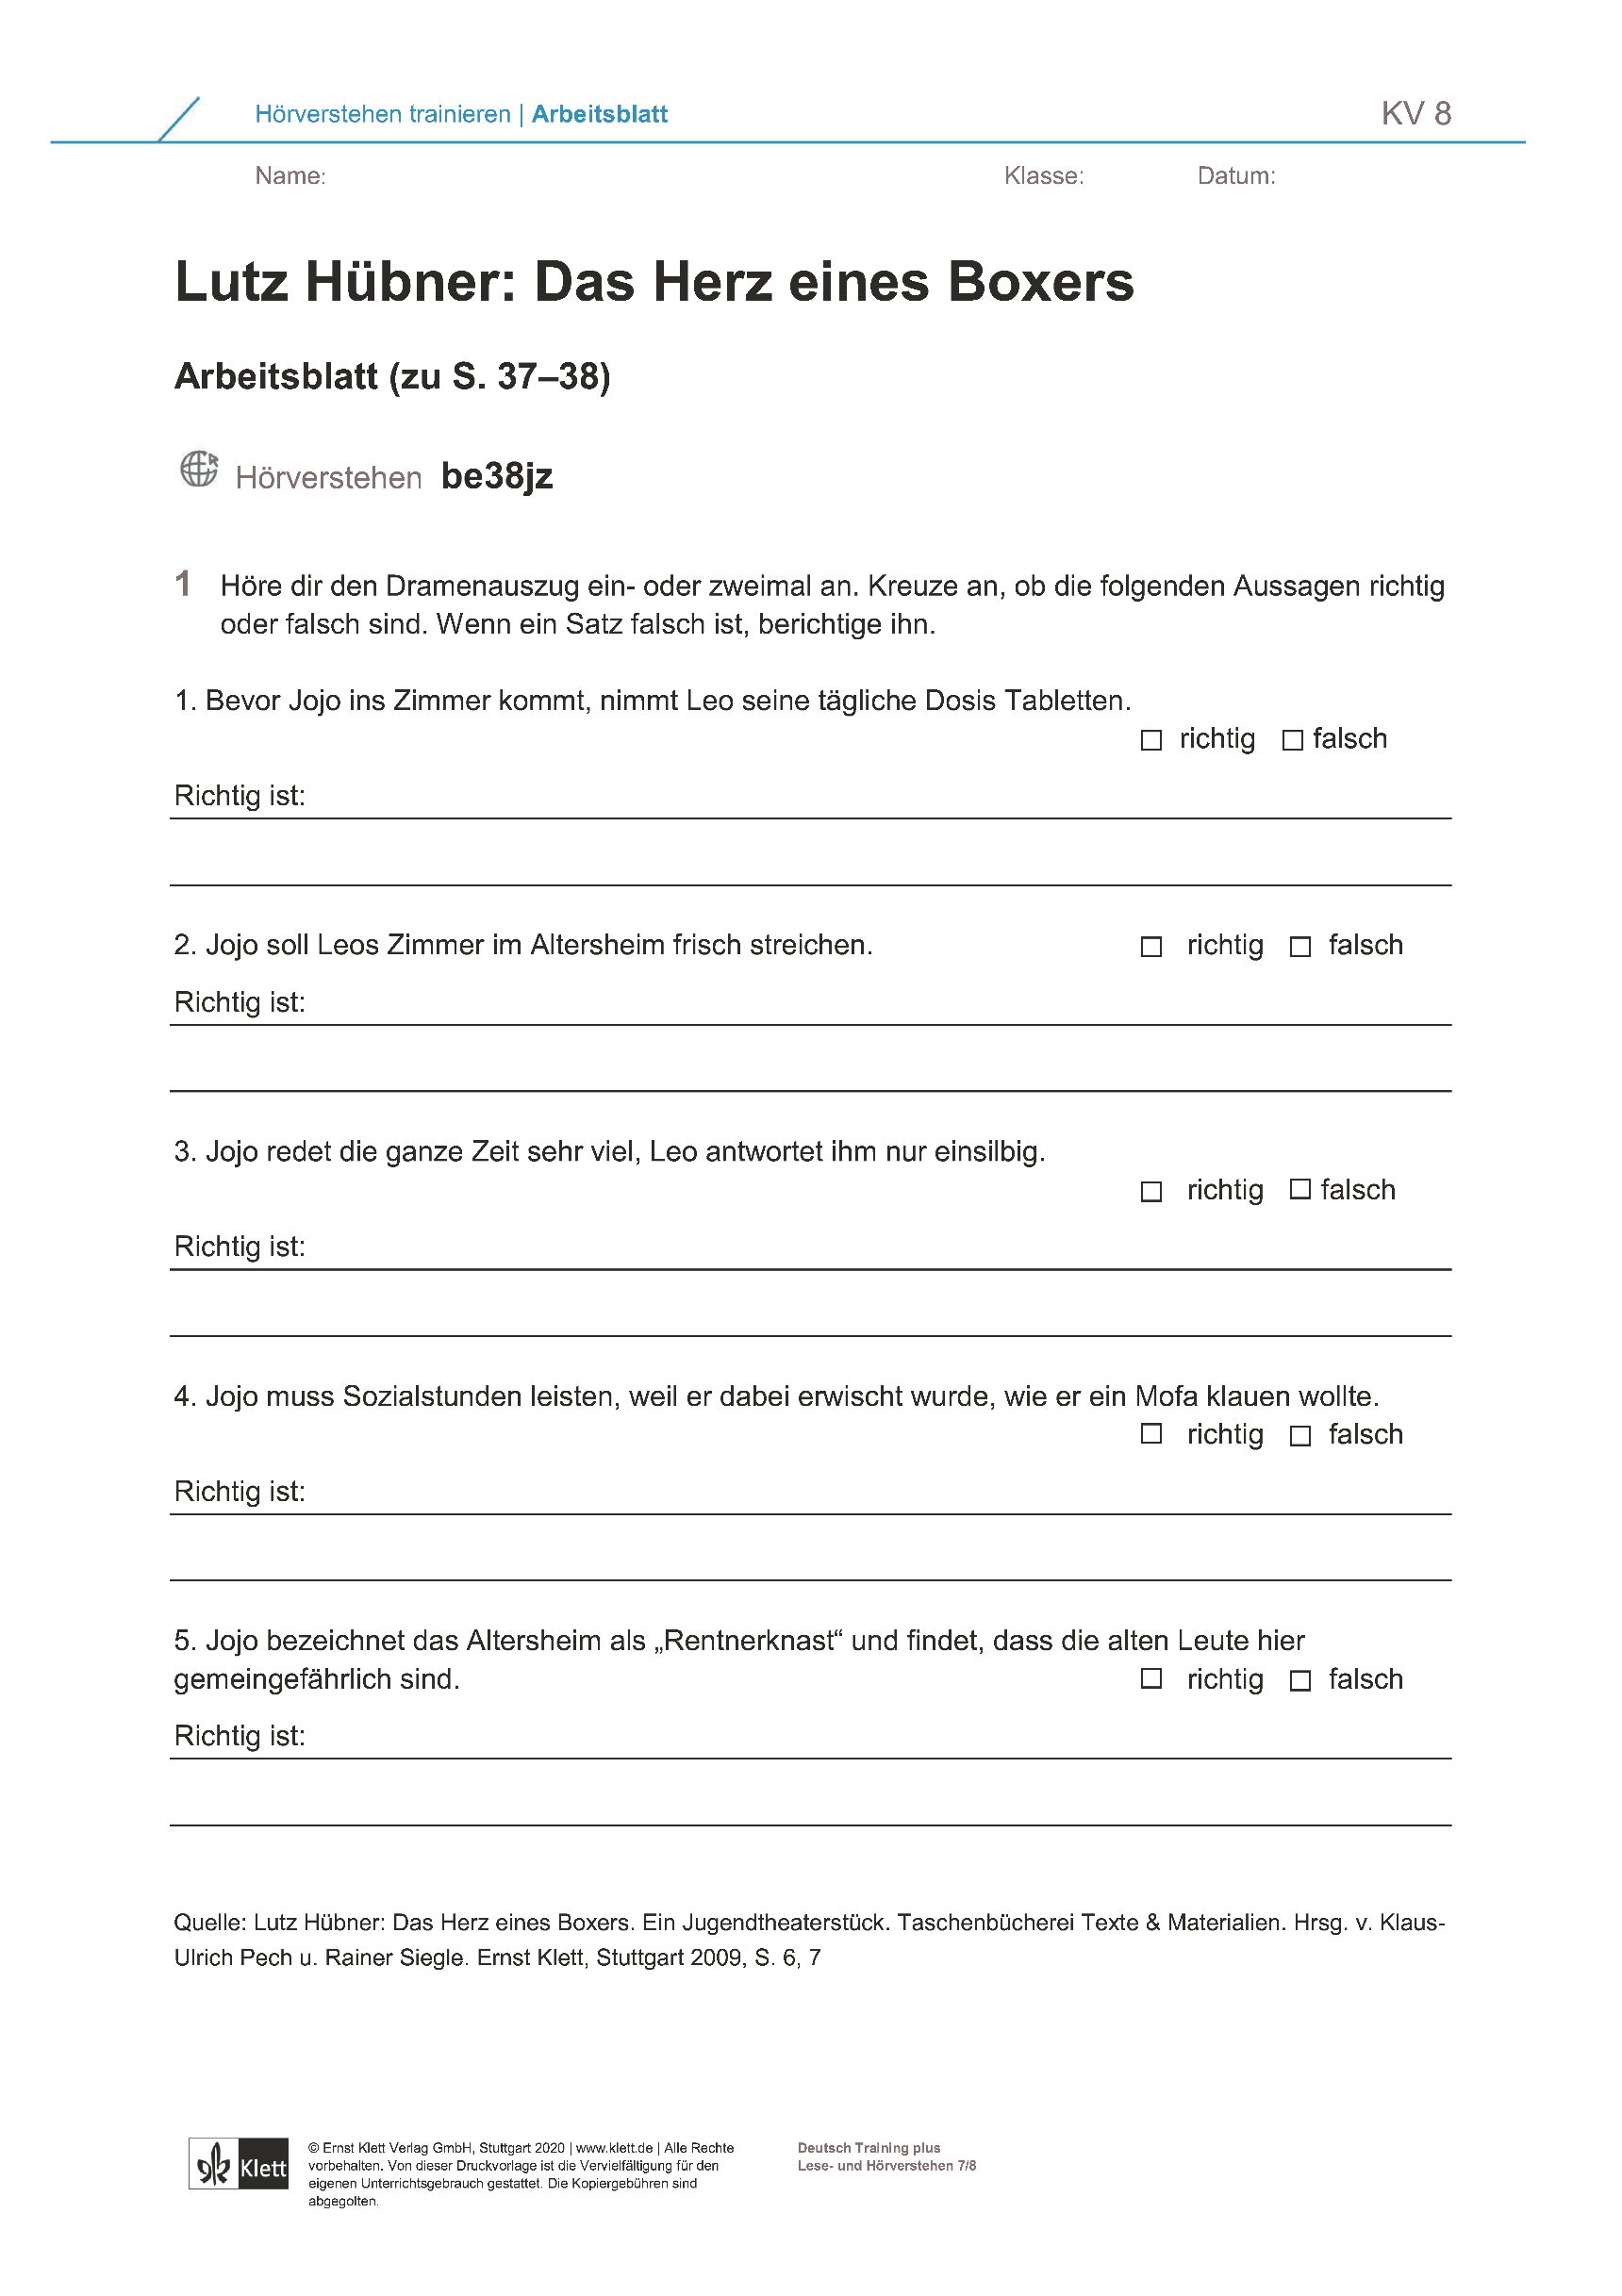 Hörverstehen trainieren | Arbeitsblatt
KV 8
Name:
Klasse:
Datum:
Lutz Hübner: Das Herz eines Boxers
Arbeitsblatt (zu S. 37–38)
Hörverstehen be38jz
1 Höre dir den Dramenauszug ein- oder zweimal an. Kreuze an, ob die folgenden Aussagen richtig
oder falsch sind. Wenn ein Satz falsch ist, berichtige ihn.
1. Bevor Jojo ins Zimmer kommt, nimmt Leo seine tägliche Dosis Tabletten.
☐ richtig ☐ falsch
Richtig ist:
2. Jojo soll Leos Zimmer im Altersheim frisch streichen. ☐ richtig ☐ falsch
Richtig ist:
3. Jojo redet die ganze Zeit sehr viel, Leo antwortet ihm nur einsilbig.
☐ richtig ☐ falsch
Richtig ist:
4. Jojo muss Sozialstunden leisten, weil er dabei erwischt wurde, wie er ein Mofa klauen wollte.
☐ richtig ☐ falsch
Richtig ist:
5. Jojo bezeichnet das Altersheim als „Rentnerknast“ und findet, dass die alten Leute hier
gemeingefährlich sind. ☐ richtig ☐ falsch
Richtig ist:
Quelle: Lutz Hübner: Das Herz eines Boxers. Ein Jugendtheaterstück. Taschenbücherei Texte & Materialien. Hrsg. v. Klaus-
Ulrich Pech u. Rainer Siegle. Ernst Klett, Stuttgart 2009, S. 6, 7
Klett
© Ernst Klett Verlag GmbH, Stuttgart 2020 | www.klett.de | Alle Rechte
vorbehalten. Von dieser Druckvorlage ist die Vervielfältigung für den
eigenen Unterrichtsgebrauch gestattet. Die Kopiergebühren sind
abgegolten.
Deutsch Training plus
Lese- und Hörverstehen 7/8